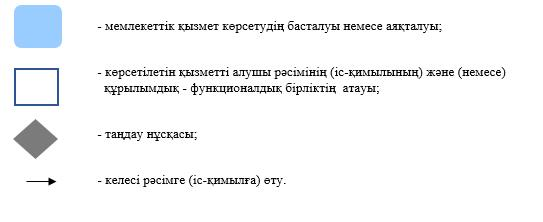 - мемлекеттік қызмет көрсетудің басталуы немесе аяқталуы;
- көрсетілетін қызметті алушы рәсімінің (іс-қимылының) және (немесе)
құрылымдық - функционалдық бірліктің атауы;
- таңдау нұсқасы;
- келесі рәсімге (іс-қимылға) өту.